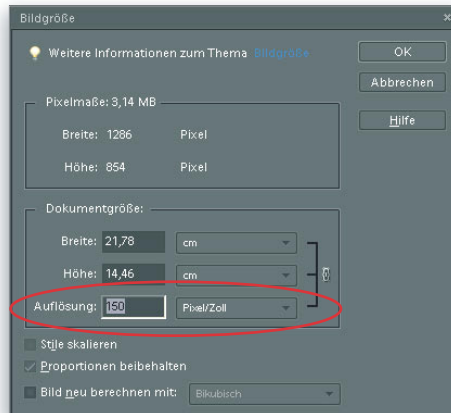 Bildgröße
Weitere Informationen zum Thema Bildgröße
OK
Abbrechen
Hilfe
Pixelmaße: 3,14 MB
Breite: 1286 Pixel
Höhe: 854 Pixel
Dokumentgröße:
Breite: 21,78 cm
Höhe: 14,46 cm
Auflösung: 150 Pixel/Zoll
Stile skalieren
Proportionen beibehalten
Bild neu berechnen mit: Bikubisch